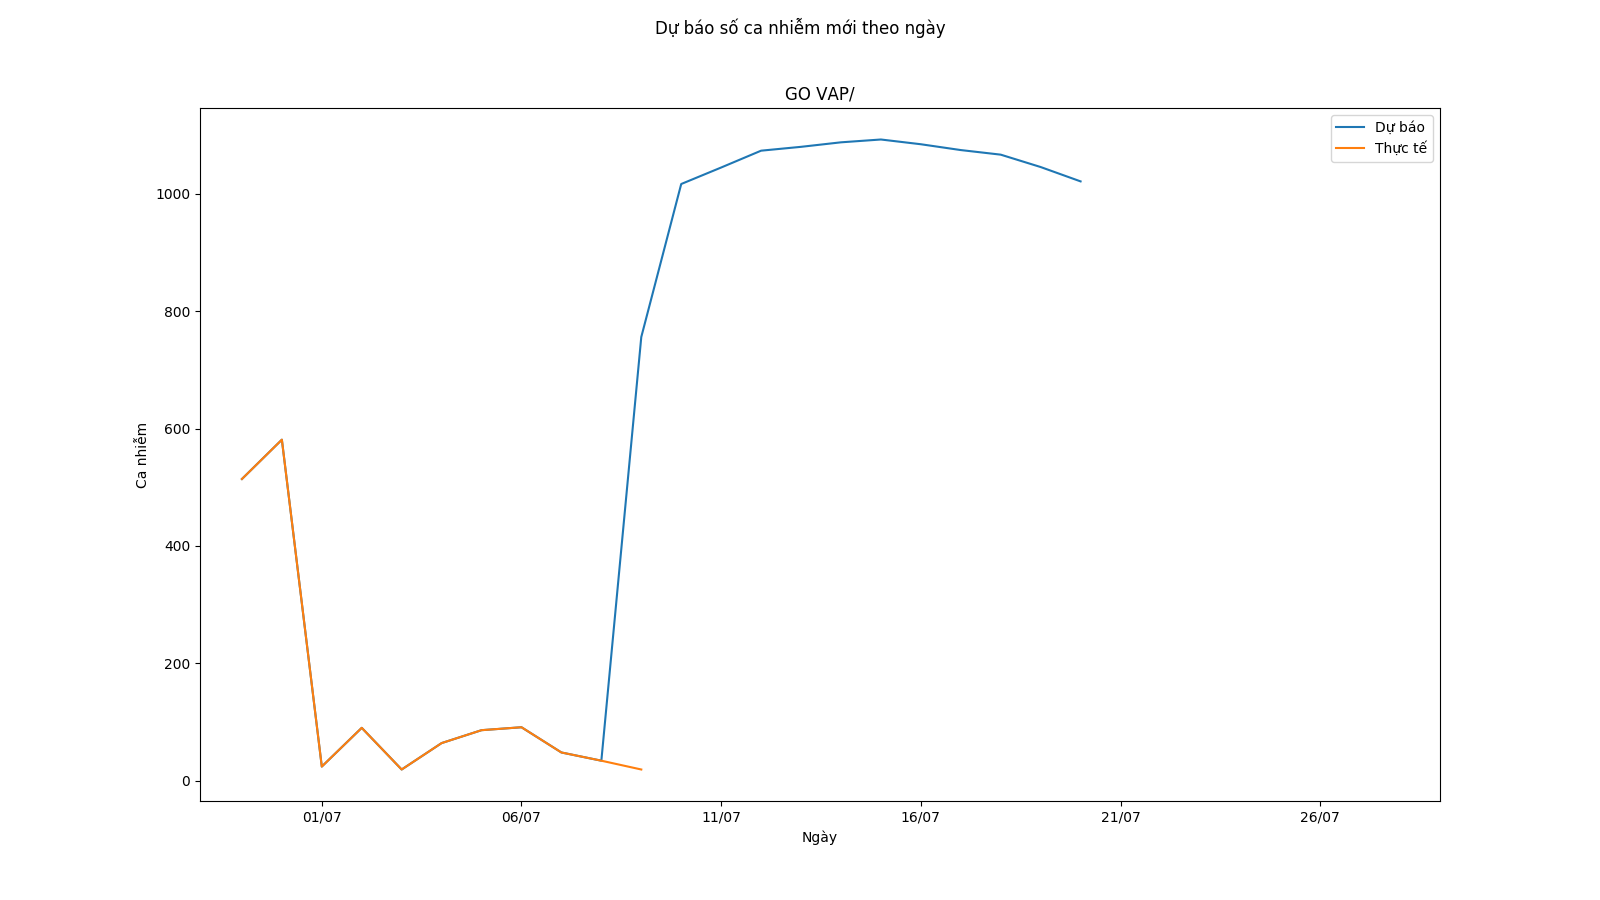 Dự báo số ca nhiễm mới theo ngày
GO VAP/
Dự báo
Thực tế
1000
800
600
400
200
0
Ca nhiễm
01/07
06/07
11/07
16/07
21/07
26/07
Ngày